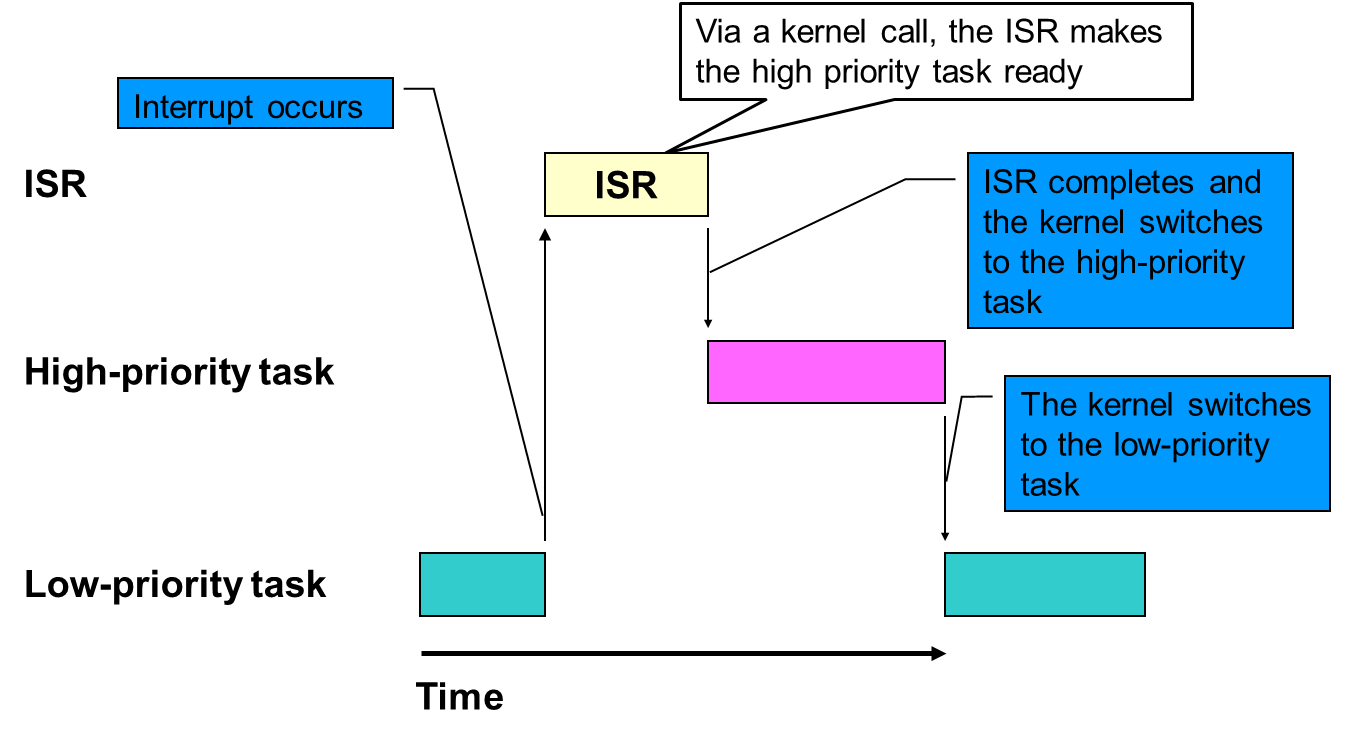 Via a kernel call, the ISR makes
the high priority task ready
Interrupt occurs
ISR
ISR
ISR completes and
the kernel switches
to the high-priority
task
High-priority task
The kernel switches
to the low-priority
task
Low-priority task
Time